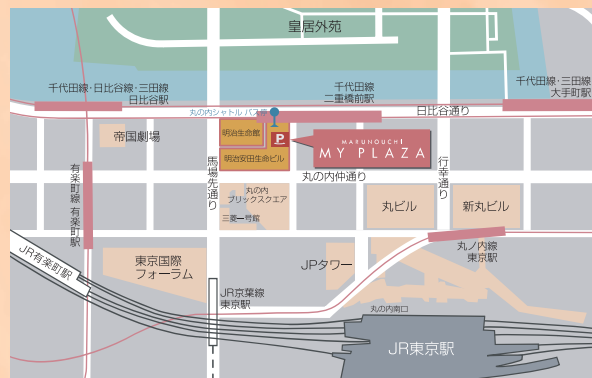 皇居外苑
千代田線・日比谷線・三田線
日比谷駅
千代田線
二重橋前駅
千代田線・三田線
大手町駅
丸の内シャトル バス停
日比谷通り
帝国劇場
明治生命館
P
明治安田生命ビル
MARUNOUCHI
MY PLAZA
有楽町線 有楽町駅
馬場先通り
丸の内仲通り
行幸通り
丸の内
ブリックスクエア
三菱一号館
丸ビル
新丸ビル
丸ノ内線
東京駅
JR有楽町駅
東京国際
フォーラム
JPタワー
JR京葉線
東京駅
丸の内南口
JR東京駅